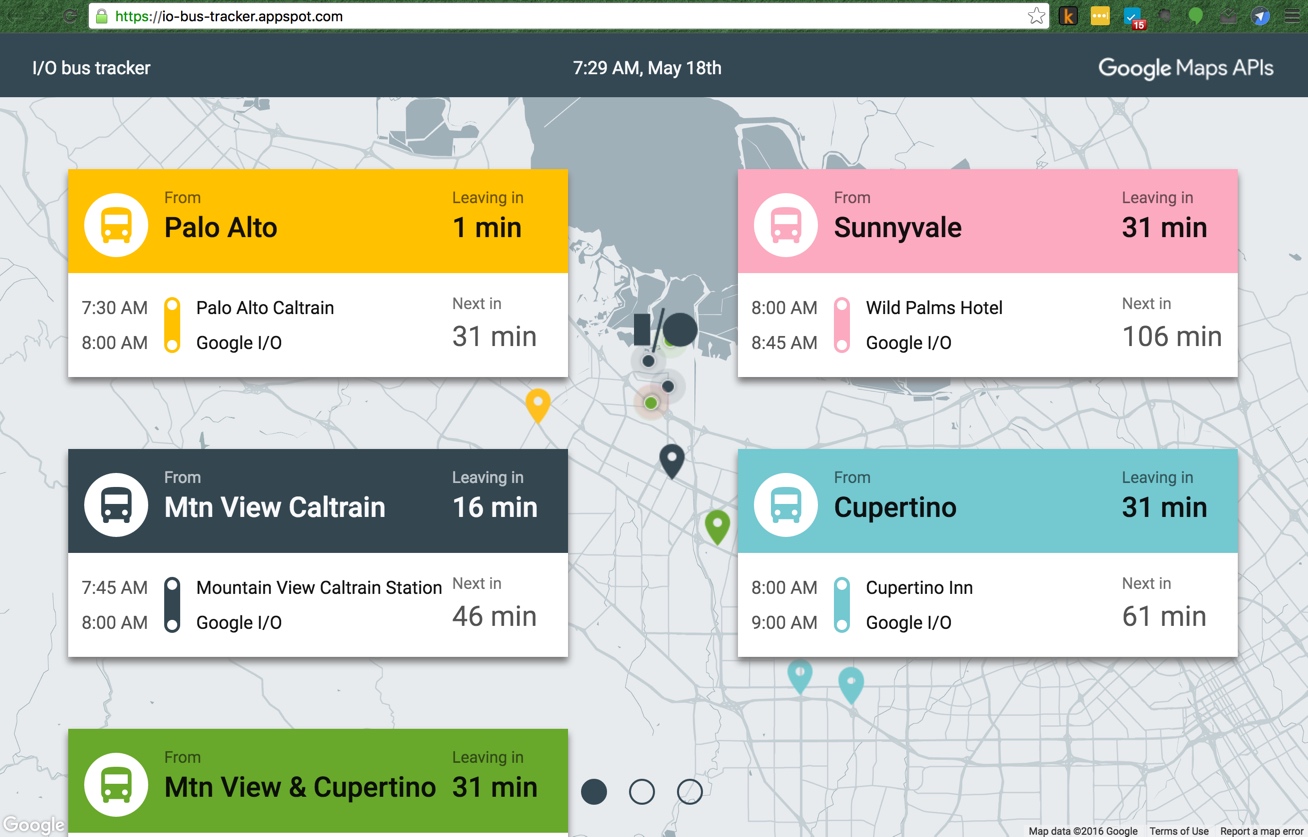 https://io-bus-tracker.appspot.com
15
I/O bus tracker
7:29 AM, May 18th
Google Maps APIs
From
Palo Alto
Leaving in
1 min
7:30 AM
Palo Alto Caltrain
8:00 AM
Google I/O
Next in
31 min
From
Sunnyvale
Leaving in
31 min
8:00 AM
Wild Palms Hotel
8:45 AM
Google I/O
Next in
106 min
I/O
From
Mtn View Caltrain
Leaving in
16 min
7:45 AM
Mountain View Caltrain Station
8:00 AM
Google I/O
Next in
46 min
From
Cupertino
Leaving in
31 min
8:00 AM
Cupertino Inn
9:00 AM
Google I/O
Next in
61 min
From
Mtn View & Cupertino
Leaving in
31 min
Google
Map data ©2016 Google
Terms of Use
Report a map error